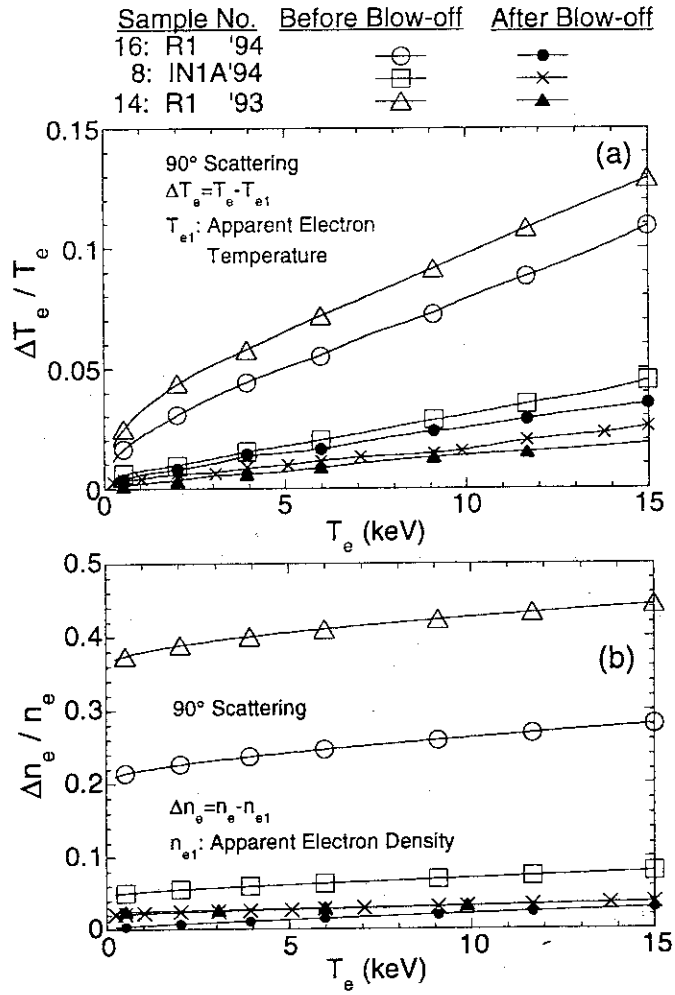 Sample No. Before Blow-off After Blow-off
16: R1 '94
8: IN1A'94
14: R1 '93
(a)
90° Scattering
ΔTe=Te-Te1
Te1: Apparent Electron
Temperature
ΔTe / Te
0.15
0.1
0.05
0
0 5 10 15
Te (keV)
(b)
90° Scattering
Δne=ne-ne1
ne1: Apparent Electron Density
Δne / ne
0.5
0.4
0.3
0.2
0.1
0
0 5 10 15
Te (keV)